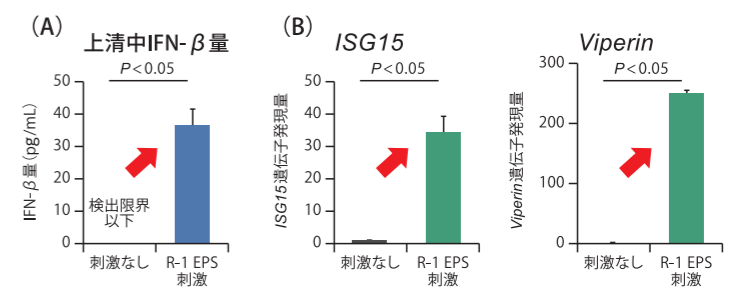 (A)
上清中IFN-β量
P<0.05
IFN-β量(pg/mL)
50
40
30
20
10
0
検出限界
以下
刺激なし
R-1 EPS
刺激
(B)
ISG15
P<0.05
ISG15遺伝子発現量
50
40
30
20
10
0
刺激なし
R-1 EPS
刺激
Viperin
P<0.05
Viperin遺伝子発現量
300
200
100
0
刺激なし
R-1 EPS
刺激